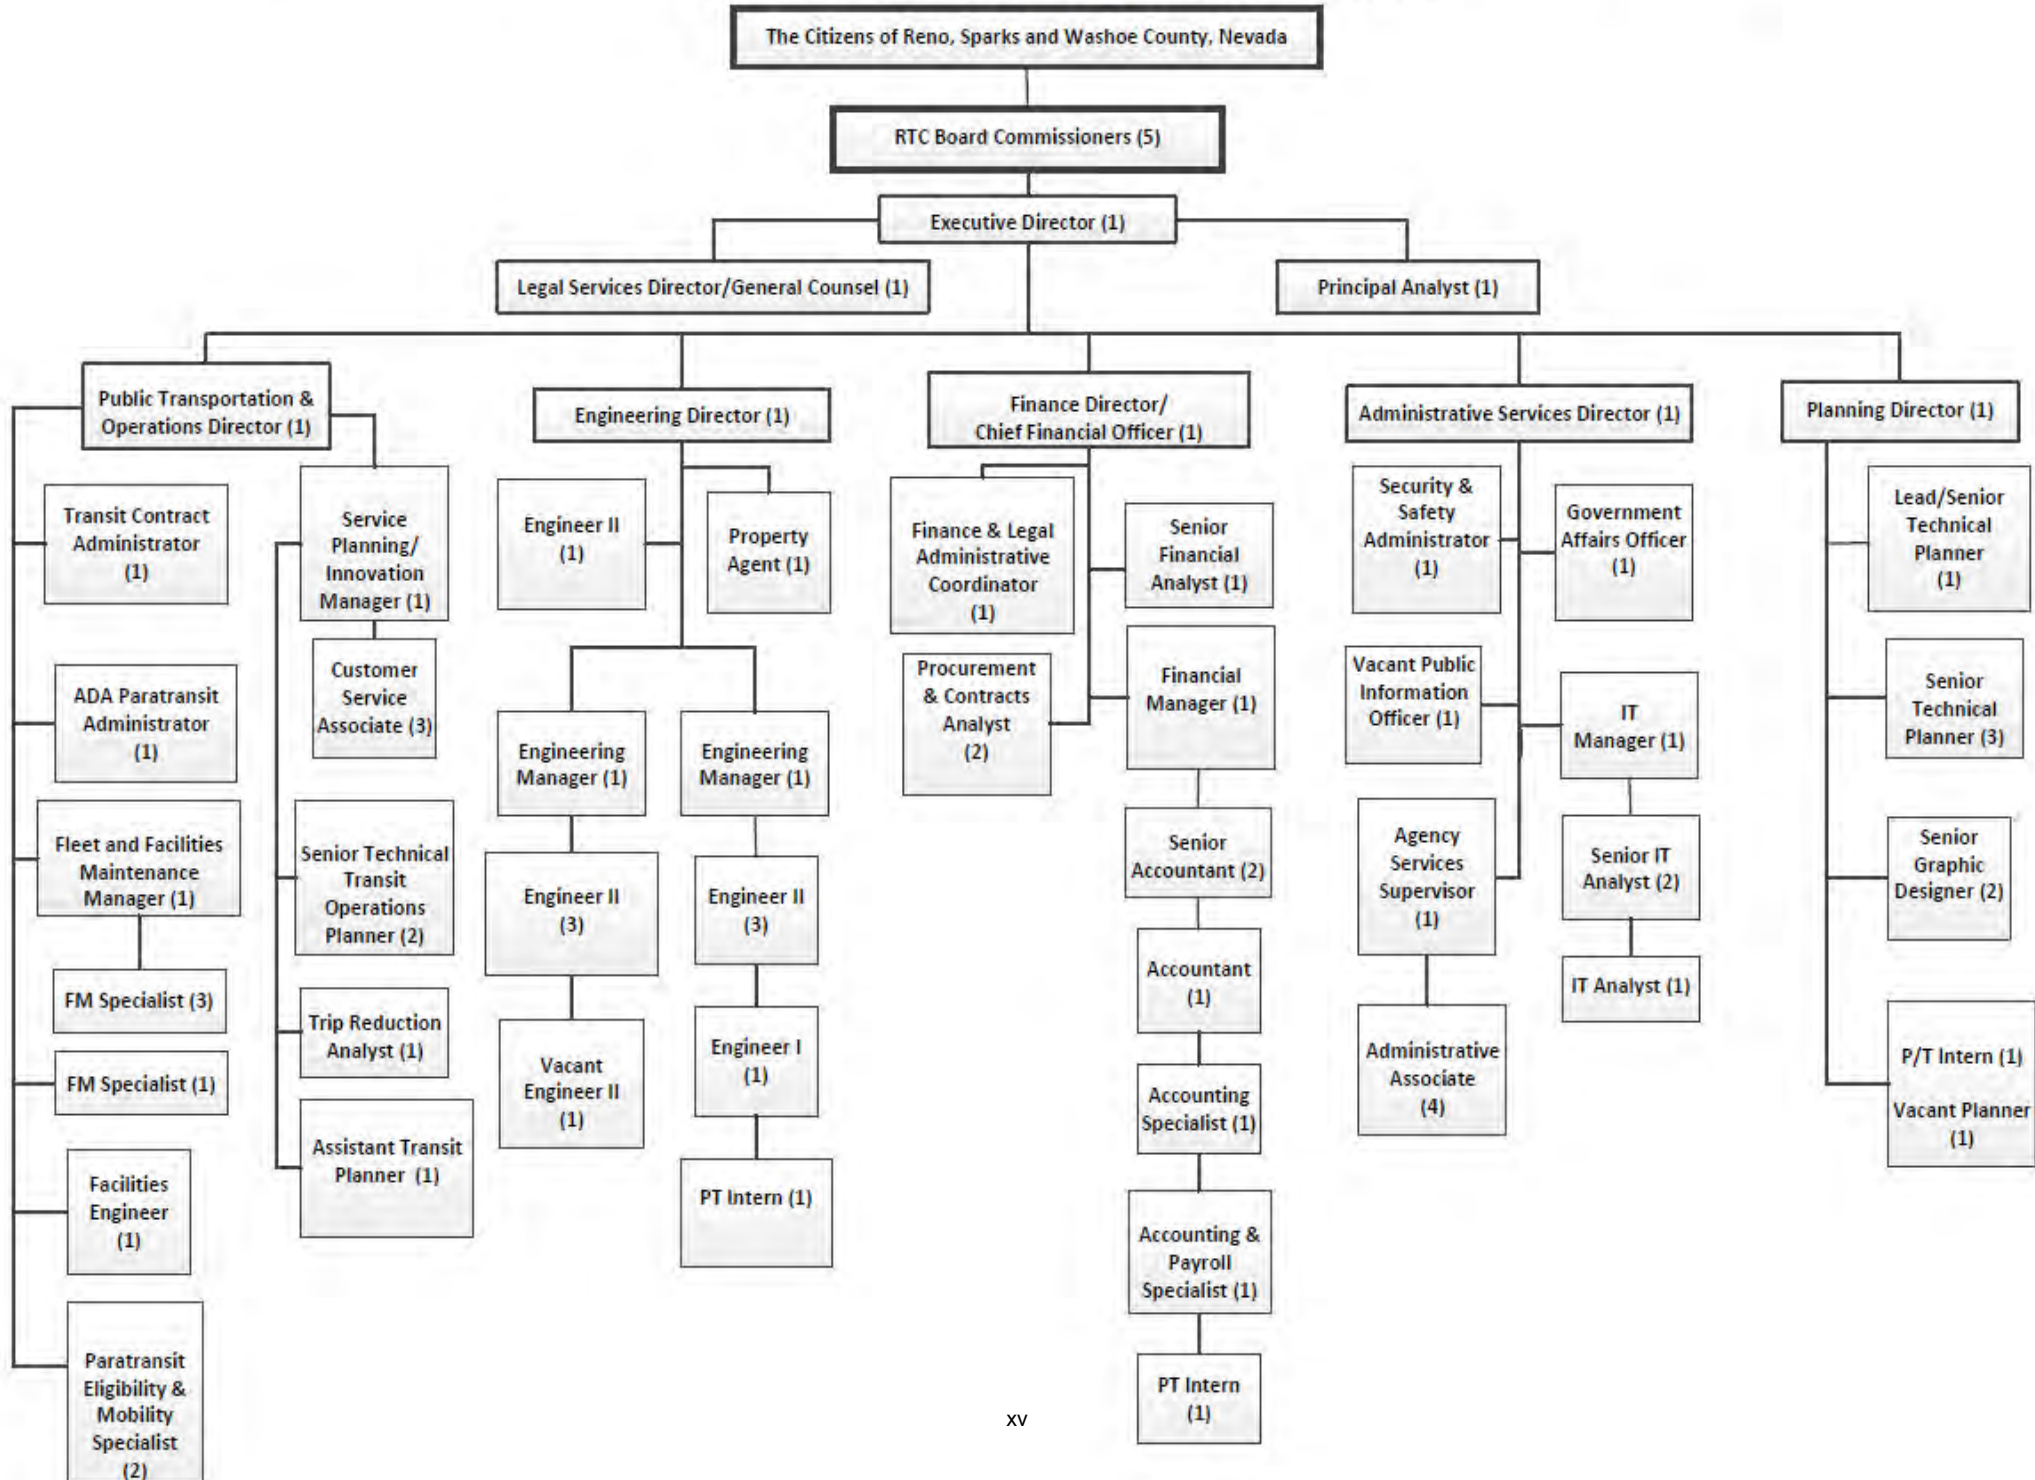 The Citizens of Reno, Sparks and Washoe County, Nevada
RTC Board Commissioners (5)
Executive Director (1)
Legal Services Director/General Counsel (1)
Principal Analyst (1)
Public Transportation &
Operations Director (1)
Transit Contract
Administrator
(1)
ADA Paratransit
Administrator
(1)
Fleet and Facilities
Maintenance
Manager (1)
FM Specialist (3)
FM Specialist (1)
Facilities
Engineer
(1)
Paratransit
Eligibility &
Mobility
Specialist
(2)
Service
Planning/
Innovation
Manager (1)
Customer
Service
Associate (3)
Senior Technical
Transit
Operations
Planner (2)
Trip Reduction
Analyst (1)
Assistant Transit
Planner (1)
Engineering Director (1)
Engineer II
(1)
Property
Agent (1)
Engineering
Manager (1)
Engineer II
(3)
Vacant
Engineer II
(1)
Engineering
Manager (1)
Engineer II
(3)
Engineer I
(1)
PT Intern (1)
Finance Director/
Chief Financial Officer (1)
Finance & Legal
Administrative
Coordinator
(1)
Procurement
& Contracts
Analyst
(2)
Senior
Financial
Analyst (1)
Financial
Manager (1)
Senior
Accountant (2)
Accountant
(1)
Accounting
Specialist (1)
Accounting &
Payroll
Specialist (1)
PT Intern
(1)
Administrative Services Director (1)
Security &
Safety
Administrator
(1)
Vacant Public
Information
Officer (1)
Agency
Services
Supervisor
(1)
Administrative
Associate
(4)
Government
Affairs Officer
(1)
IT
Manager (1)
Senior IT
Analyst (2)
IT Analyst (1)
Planning Director (1)
Lead/Senior
Technical
Planner
(1)
Senior
Technical
Planner (3)
Senior
Graphic
Designer (2)
P/T Intern (1)
Vacant Planner
(1)
xv